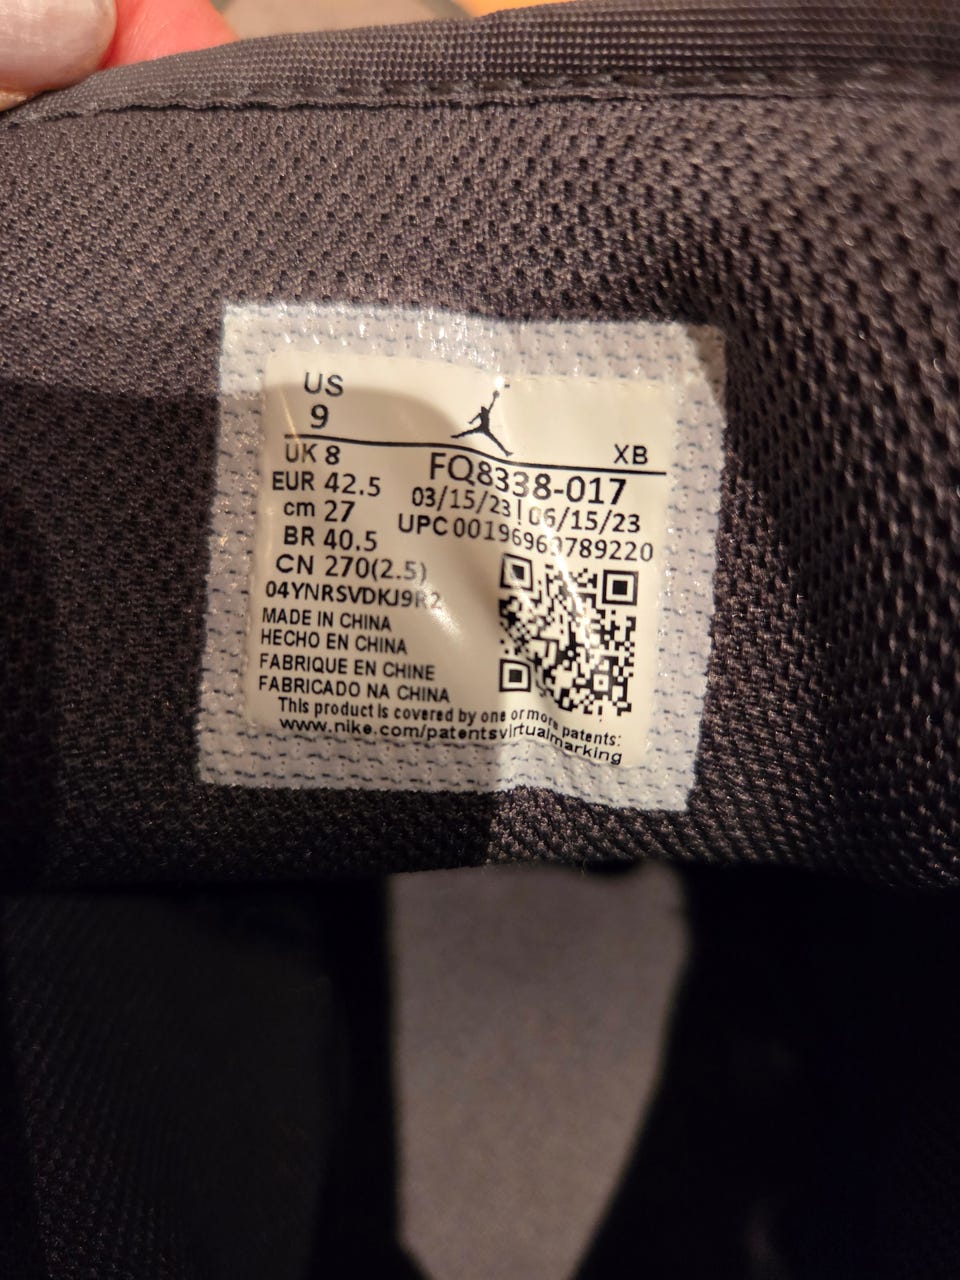 US
9
XB
UK 8
EUR 42.5
cm 27
BR 40.5
CN 270(2.5)
FQ8338-017
03/15/23|06/15/23
04YNRSVDKJ9R2
MADE IN CHINA
HECHO EN CHINA
FABRIQUE EN CHINE
FABRICADO NA CHINA
This product is covered by one or more patents:
www.nike.com/patentsvirtualmarking